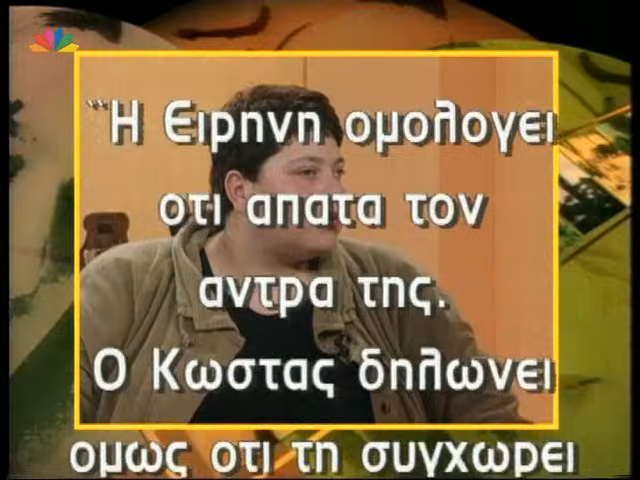 "Η Ειρηνη ομολογει
οτι απατα τον
αντρα της.
Ο Κωστας δηλωνει
ομως οτι τη συγχωρει